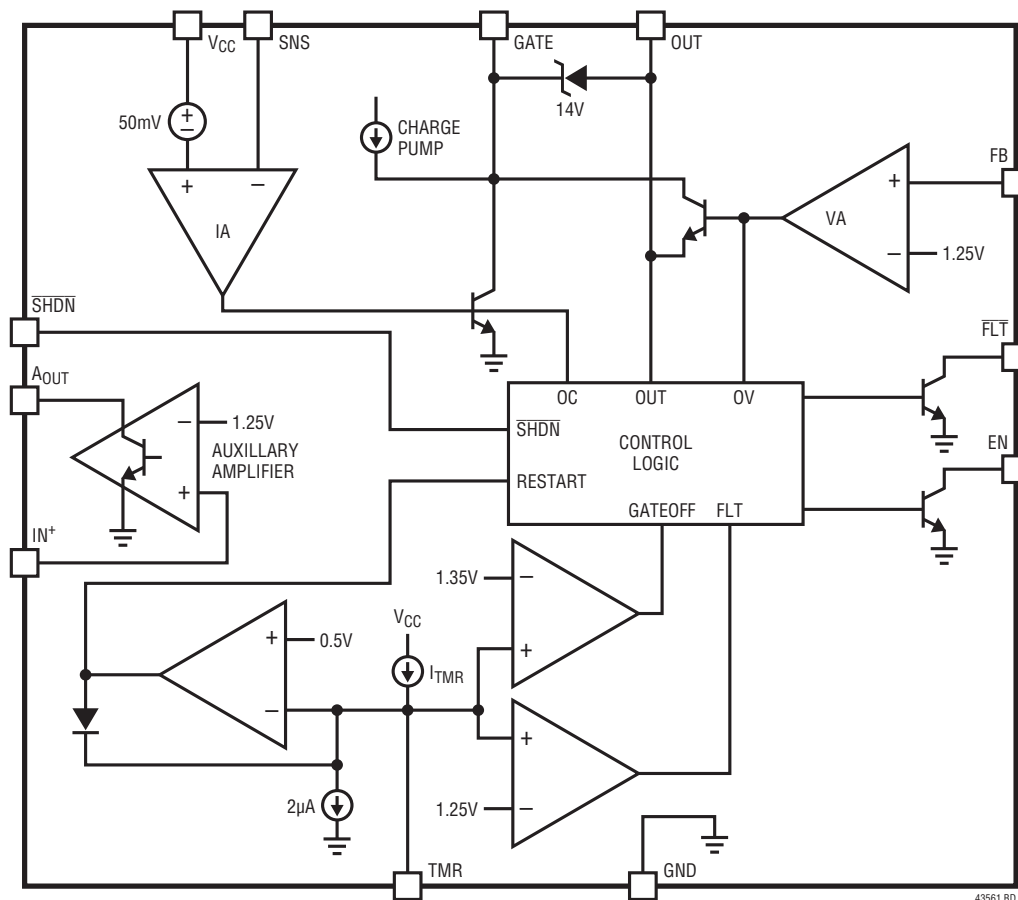 VCC
SNS
GATE
OUT
50mV
+
−
14V
CHARGE
PUMP
FB
+
−
IA
+
VA
−
1.25V
SHDN
FLT
AOUT
−
1.25V
AUXILLARY
AMPLIFIER
+
OC
OUT
OV
SHDN
CONTROL
LOGIC
RESTART
GATEOFF
FLT
EN
IN+
1.35V
−
+
VCC
ITMR
+
0.5V
−
+
1.25V
−
2µA
TMR
GND
43561 BD